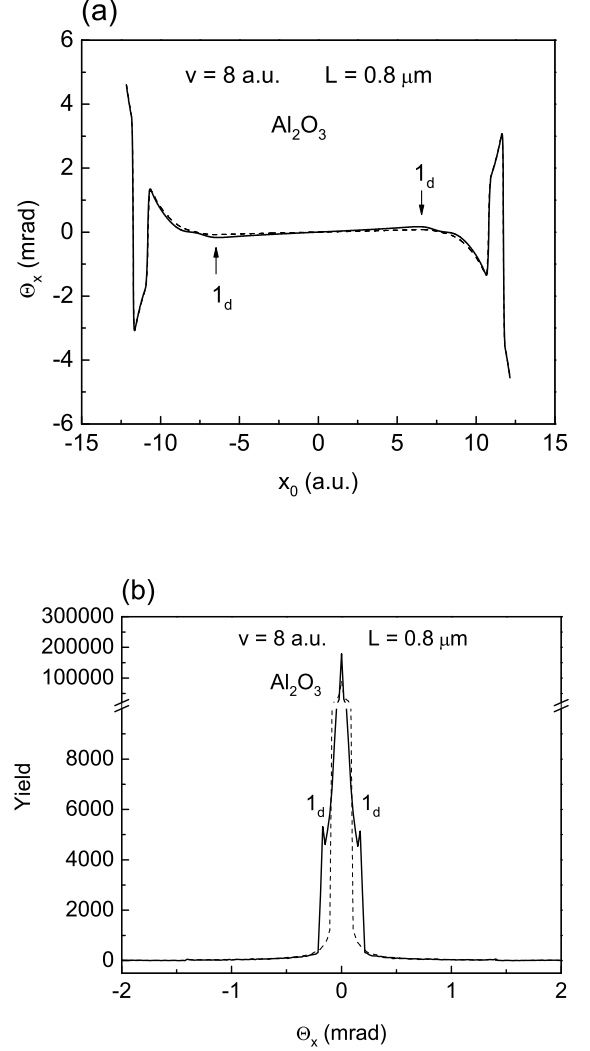 (a)
6
v = 8 a.u. L = 0.8 μm
4
Al2O3
2
1d
0
Θx (mrad)
1d
-2
-4
-6
-15 -10 -5 0 5 10 15
x0 (a.u.)
(b)
300000
v = 8 a.u. L = 0.8 μm
200000
Al2O3
100000
8000
1d 1d
6000
Yield
4000
2000
0
-2 -1 0 1 2
Θx (mrad)